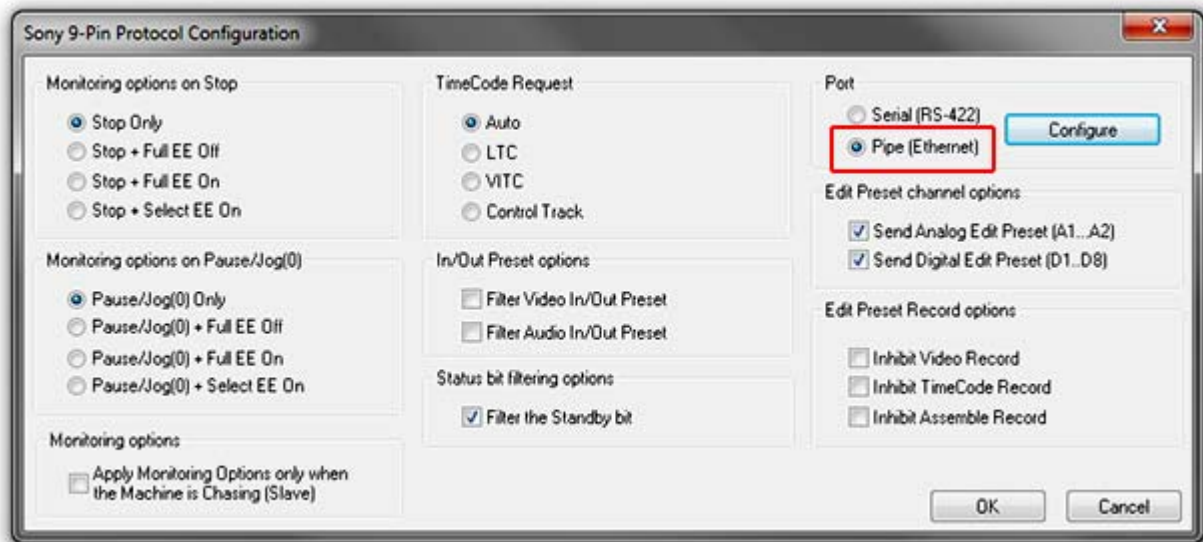 Sony 9-Pin Protocol Configuration
Monitoring options on Stop
Stop Only
Stop + Full EE Off
Stop + Full EE On
Stop + Select EE On
Monitoring options on Pause/Jog(0)
Pause/Jog(0) Only
Pause/Jog(0) + Full EE Off
Pause/Jog(0) + Full EE On
Pause/Jog(0) + Select EE On
Monitoring options
Apply Monitoring Options only when
the Machine is Chasing (Slave)
TimeCode Request
Auto
LTC
VITC
Control Track
In/Out Preset options
Filter Video In/Out Preset
Filter Audio In/Out Preset
Status bit filtering options
Filter the Standby bit
Port
Serial (RS-422)
Pipe (Ethernet)
Configure
Edit Preset channel options
Send Analog Edit Preset (A1...A2)
Send Digital Edit Preset (D1..D8)
Edit Preset Record options
Inhibit Video Record
Inhibit TimeCode Record
Inhibit Assemble Record
OK
Cancel